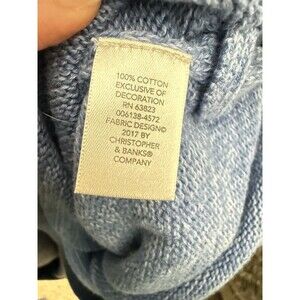 100% COTTON
EXCLUSIVE OF
DECORATION
RN 63823
006138-4572
FABRIC DESIGN©
2017 BY
CHRISTOPHER
& BANKS®
COMPANY